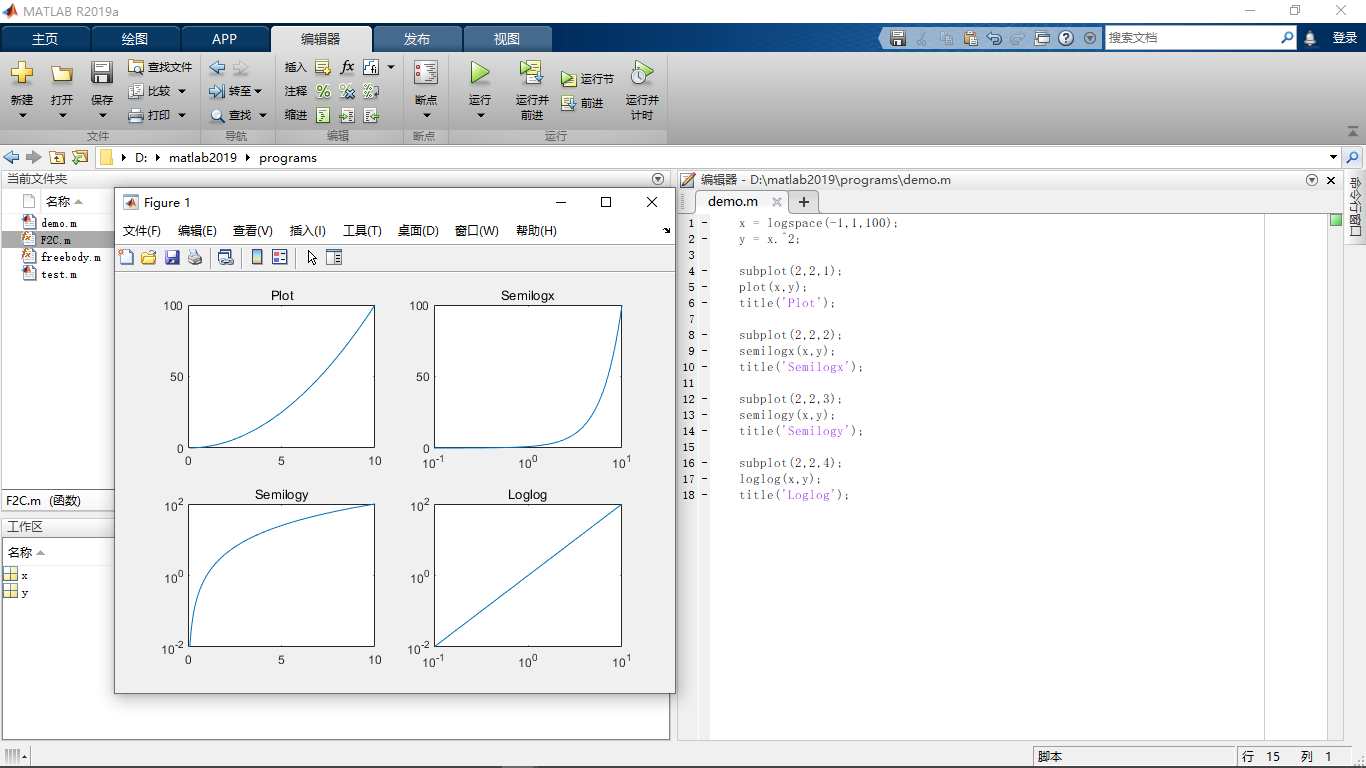 MATLAB R2019a
主页 绘图 APP 编辑器 发布 视图
搜索文档 登录
新建 打开 保存 查找文件 比较 打印
转至 查找
插入 fx
注释
缩进
断点
运行 运行并前进 运行节 前进 运行并计时
文件 导航 编辑 断点 运行
D: matlab2019 programs
当前文件夹
名称
demo.m
F2C.m
freebody.m
test.m
F2C.m (函数)
工作区
名称
x
y
Figure 1
文件(F) 编辑(E) 查看(V) 插入(I) 工具(T) 桌面(D) 窗口(W) 帮助(H)
Plot
100
50
0
0 5 10
Semilogx
100
50
0
10^-1 10^0 10^1
Semilogy
10^2
10^0
10^-2
0 5 10
Loglog
10^2
10^0
10^-2
10^-1 10^0 10^1
编辑器 - D:\matlab2019\programs\demo.m
demo.m
1 - x = logspace(-1,1,100);
2 - y = x.^2;
3
4 - subplot(2,2,1);
5 - plot(x,y);
6 - title('Plot');
7
8 - subplot(2,2,2);
9 - semilogx(x,y);
10 - title('Semilogx');
11
12 - subplot(2,2,3);
13 - semilogy(x,y);
14 - title('Semilogy');
15
16 - subplot(2,2,4);
17 - loglog(x,y);
18 - title('Loglog');
命令行窗口
脚本 行 15 列 1